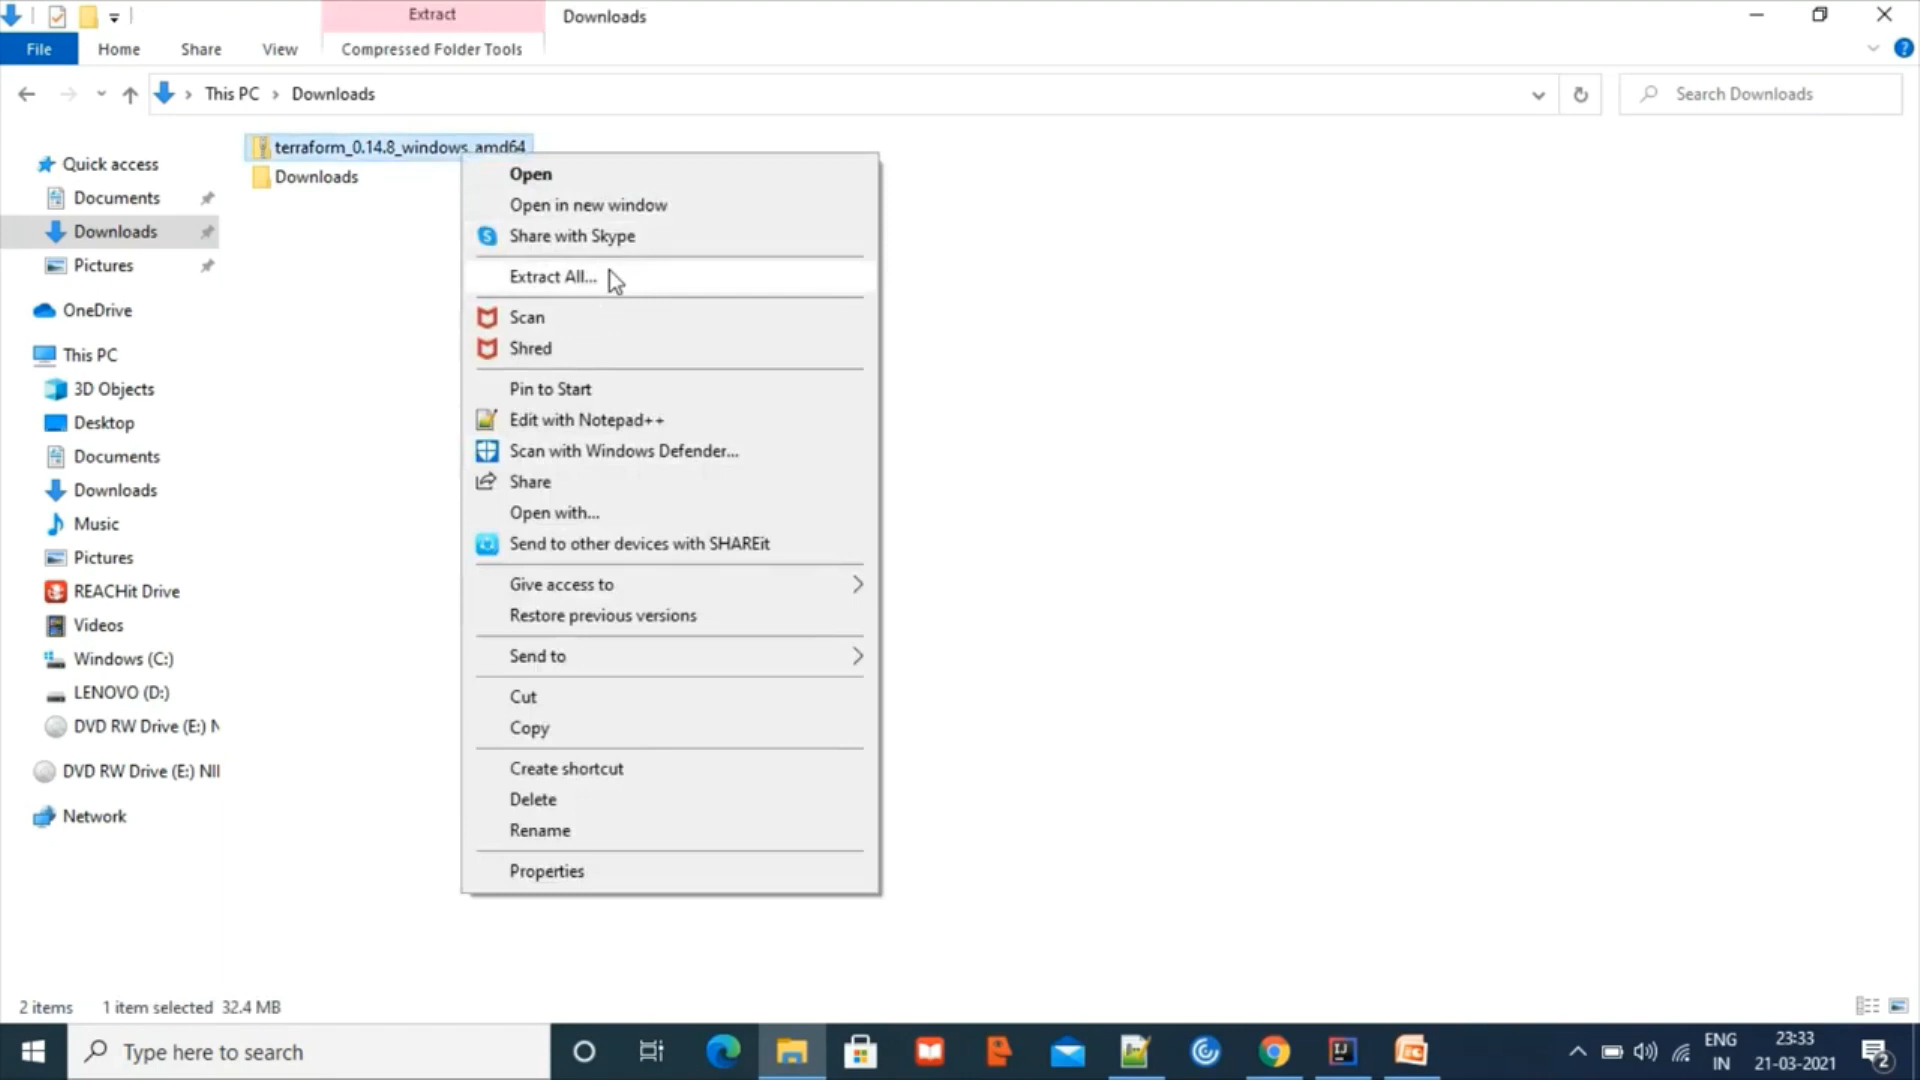 Extract
Downloads
File
Home
Share
View
Compressed Folder Tools
This PC
Downloads
Search Downloads
Quick access
Documents
Downloads
Pictures
OneDrive
This PC
3D Objects
Desktop
Documents
Downloads
Music
Pictures
REACHit Drive
Videos
Windows (C:)
LENOVO (D:)
DVD RW Drive (E:) N
DVD RW Drive (E:) NII
Network
terraform_0.14.8_windows_amd64
Downloads
Open
Open in new window
Share with Skype
Extract All...
Scan
Shred
Pin to Start
Edit with Notepad++
Scan with Windows Defender...
Share
Open with...
Send to other devices with SHAREit
Give access to
Restore previous versions
Send to
Cut
Copy
Create shortcut
Delete
Rename
Properties
2 items
1 item selected 32.4 MB
Type here to search
ENG
IN
23:33
21-03-2021
2